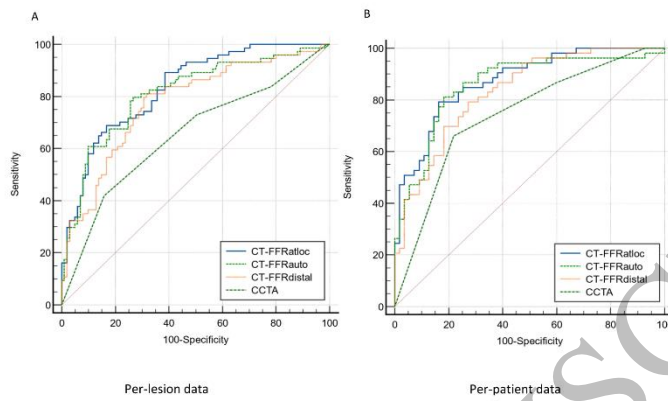 A
100
80
60
40
20
0
Sensitivity
0 20 40 60 80 100
100-Specificity
CT-FFRatloc
CT-FFRauto
CT-FFRdistal
CCTA
Per-lesion data
B
100
80
60
40
20
0
Sensitivity
0 20 40 60 80 100
100-Specificity
CT-FFRatloc
CT-FFRauto
CT-FFRdistal
CCTA
Per-patient data